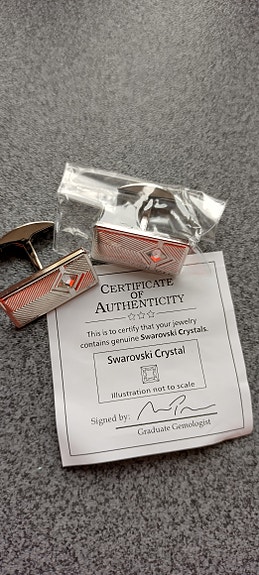 CERTIFICATE
OF
AUTHENTICITY
This is to certify that your jewelry
contains genuine Swarovski Crystals.
Swarovski Crystal
Illustration not to scale
Signed by:
Graduate Gemologist